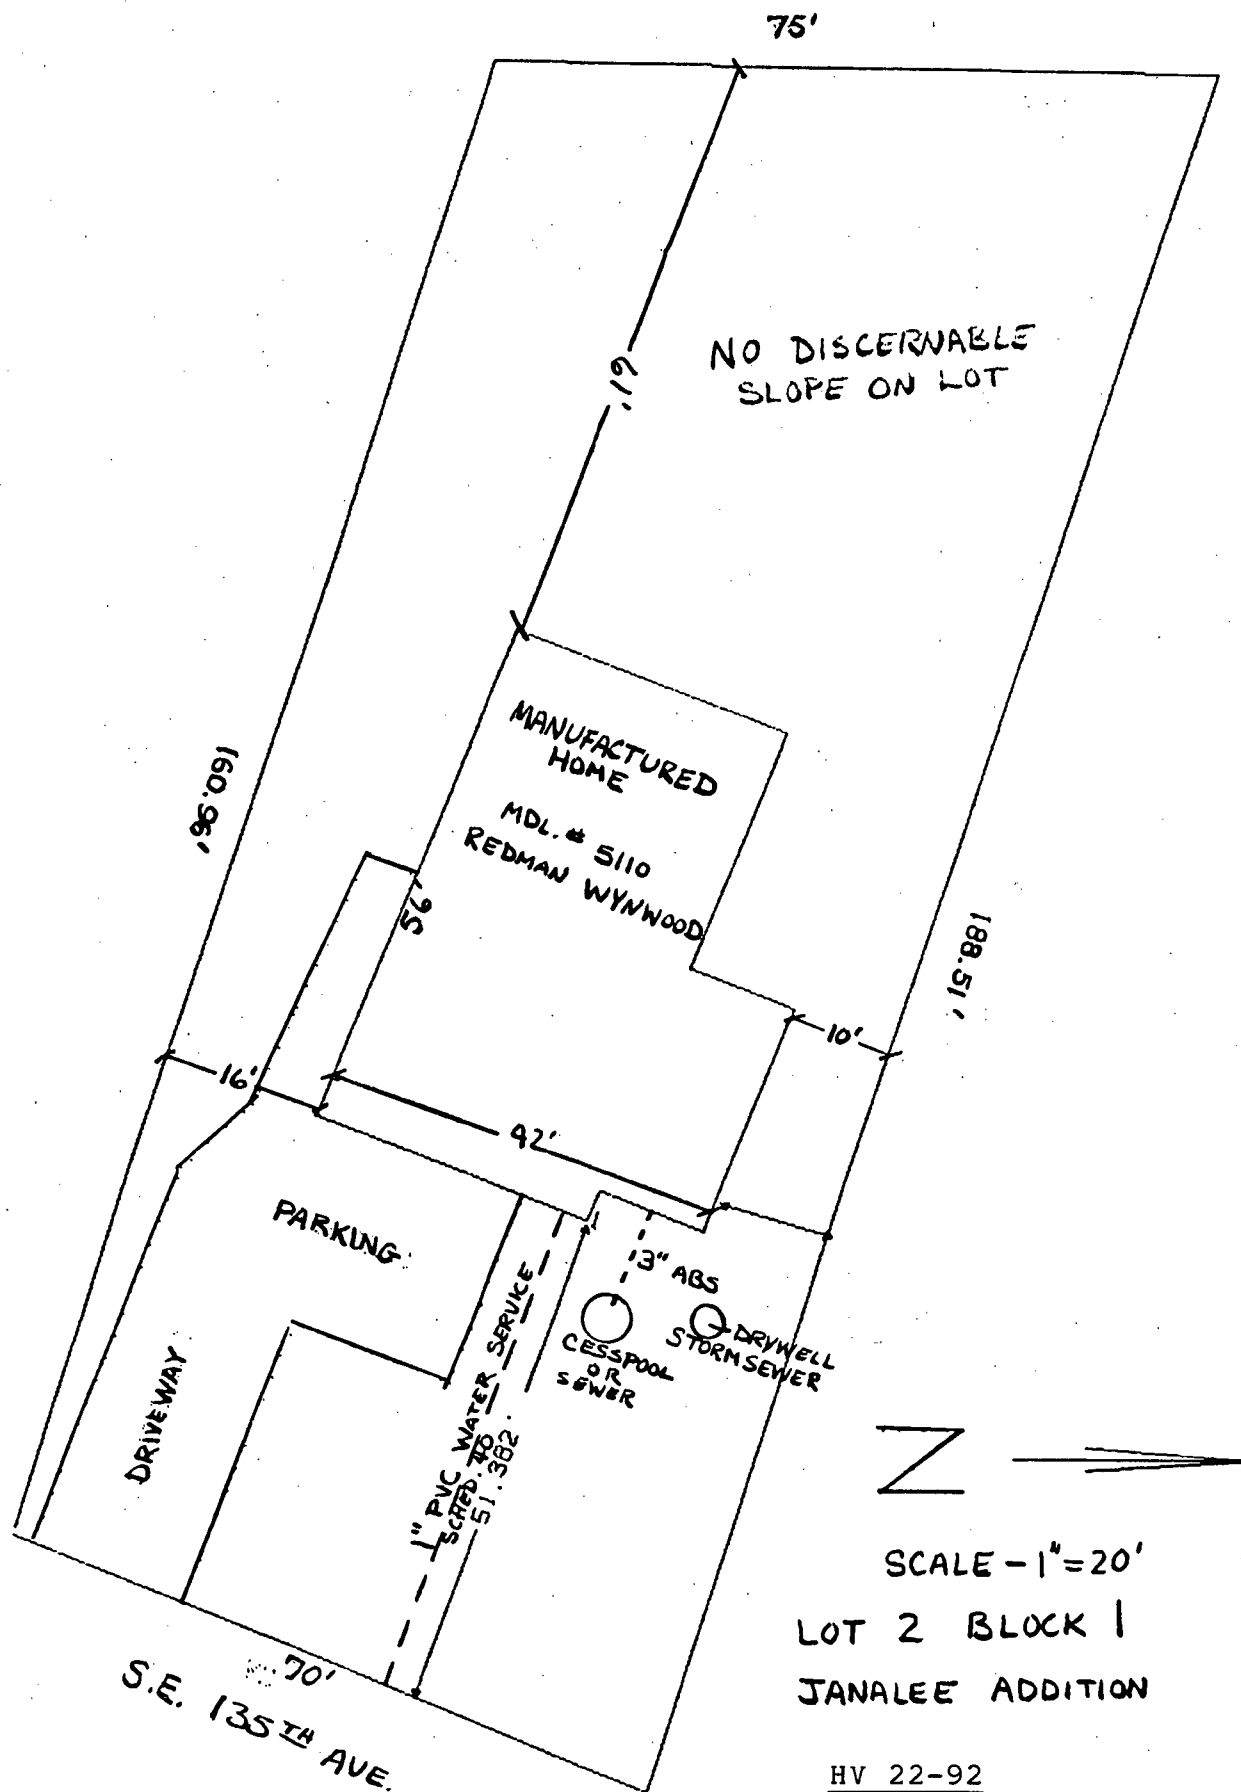 75'
61'
NO DISCERNABLE
SLOPE ON LOT
MANUFACTURED
HOME
MDL. # 5110
REDMAN WYNWOOD
160.96'
56'
188.51'
10'
16'
42'
PARKING
3" ABS
CESSPOOL
OR
SEWER
DRYWELL
STORMSEWER
1" PVC WATER SERVICE
SCHED. 40
51.382
DRIVEWAY
N
SCALE - 1" = 20'
LOT 2 BLOCK 1
JANALEE ADDITION
70'
S.E. 135TH AVE.
HV 22-92